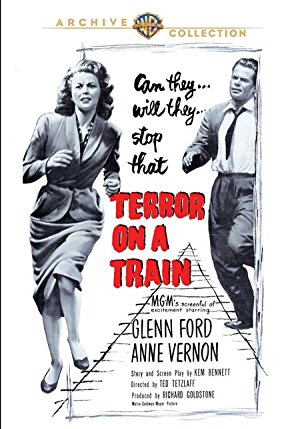 ARCHIVE WB COLLECTION
Can they...
will they...
stop that
TERROR
ON A
TRAIN
MGM's screenful of
excitement starring
GLENN FORD
ANNE VERNON
Story and Screen Play by KEM BENNETT
Directed by TED TETZLAFF
Produced by RICHARD GOLDSTONE
Metro-Goldwyn-Mayer Picture